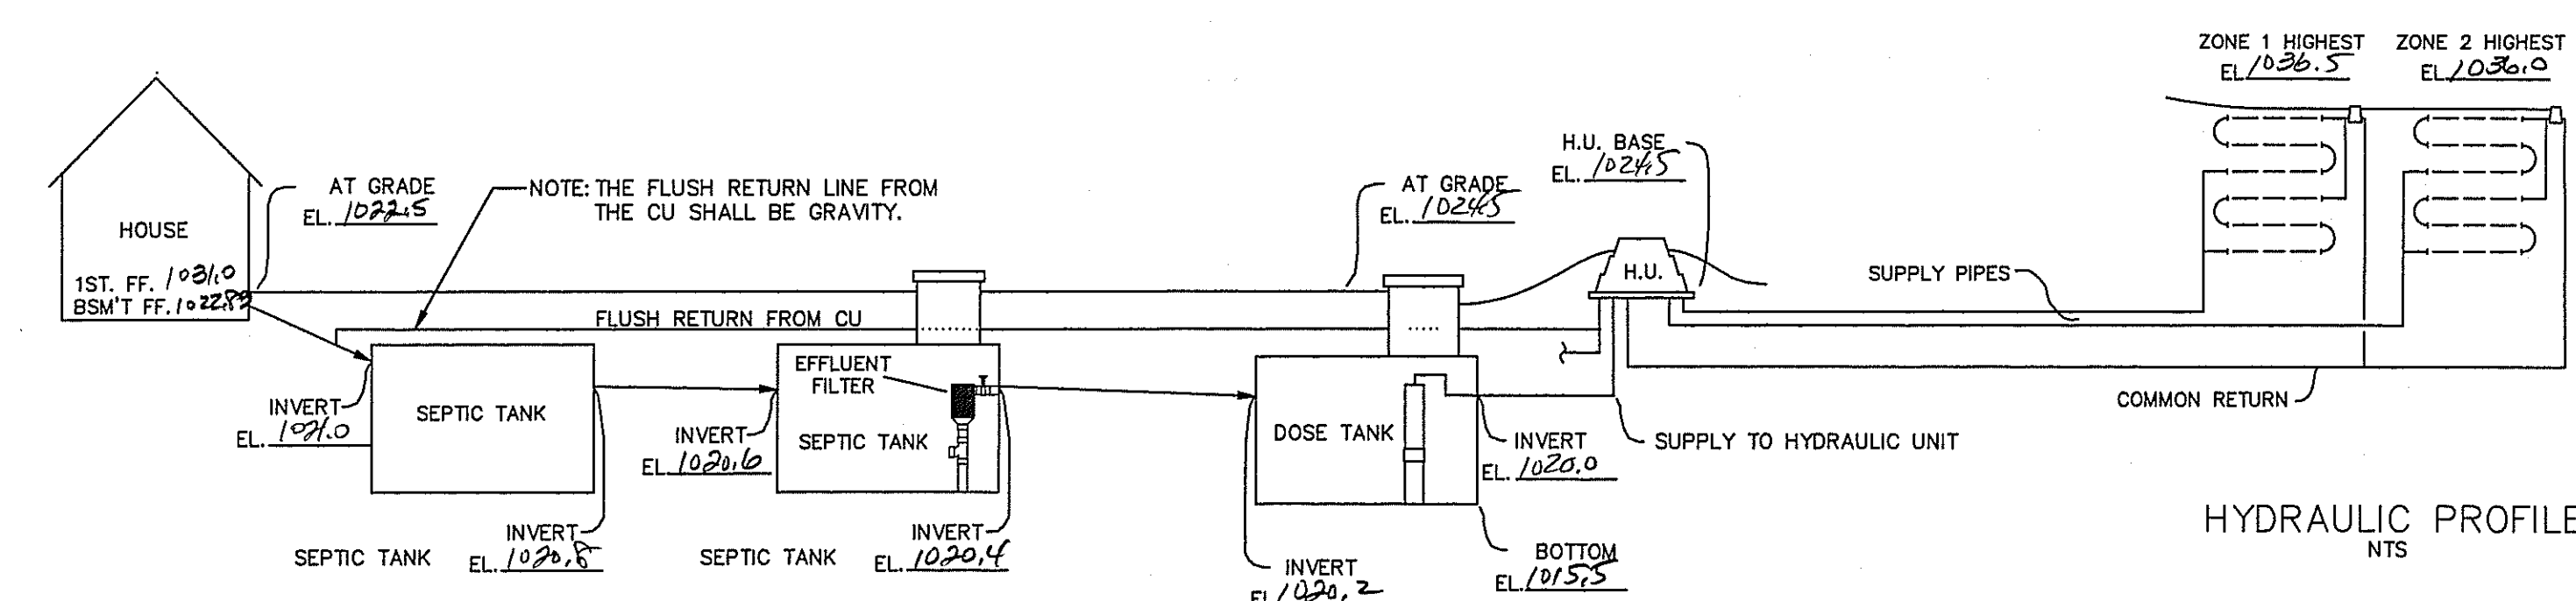 ZONE 1 HIGHEST
EL 1036.5
ZONE 2 HIGHEST
EL 1036.0
H.U. BASE
EL. 1024.5
AT GRADE
EL. 1022.5
NOTE: THE FLUSH RETURN LINE FROM
THE CU SHALL BE GRAVITY.
AT GRADE
EL. 1024.5
HOUSE
1ST. FF. 1031.0
BSM'T FF. 1022.83
FLUSH RETURN FROM CU
H.U.
SUPPLY PIPES
EFFLUENT
FILTER
INVERT
EL. 1021.0
SEPTIC TANK
INVERT
EL 1020.6
SEPTIC TANK
DOSE TANK
INVERT
EL. 1020.0
SUPPLY TO HYDRAULIC UNIT
COMMON RETURN
SEPTIC TANK
INVERT
EL. 1020.8
SEPTIC TANK
INVERT
EL. 1020.4
INVERT
EL 1020.2
BOTTOM
EL. 1015.5
HYDRAULIC PROFILE
NTS